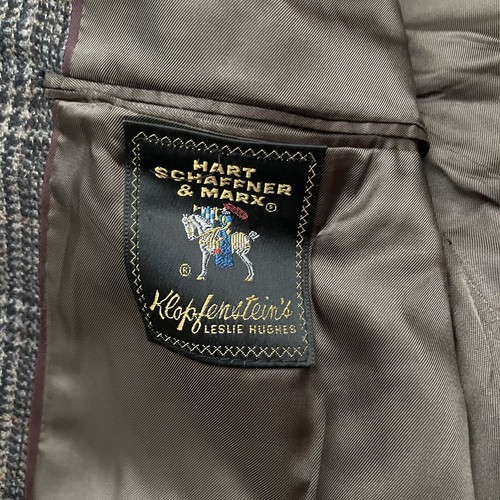 HART
SCHAFFNER
& MARX®
®
Klopfenstein's
LESLIE HUGHES